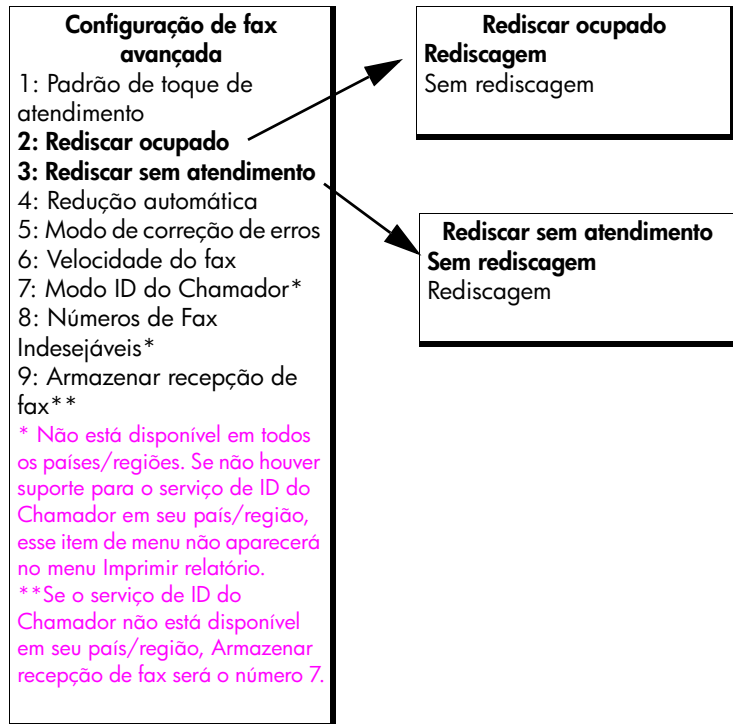 Configuração de fax
avançada
1: Padrão de toque de
atendimento
2: Rediscar ocupado
3: Rediscar sem atendimento
4: Redução automática
5: Modo de correção de erros
6: Velocidade do fax
7: Modo ID do Chamador*
8: Números de Fax
Indesejáveis*
9: Armazenar recepção de
fax**
* Não está disponível em todos
os países/regiões. Se não houver
suporte para o serviço de ID do
Chamador em seu país/região,
esse item de menu não aparecerá
no menu Imprimir relatório.
**Se o serviço de ID do
Chamador não está disponível
em seu país/região, Armazenar
recepção de fax será o número 7.
Rediscar ocupado
Rediscagem
Sem rediscagem
Rediscar sem atendimento
Sem rediscagem
Rediscagem